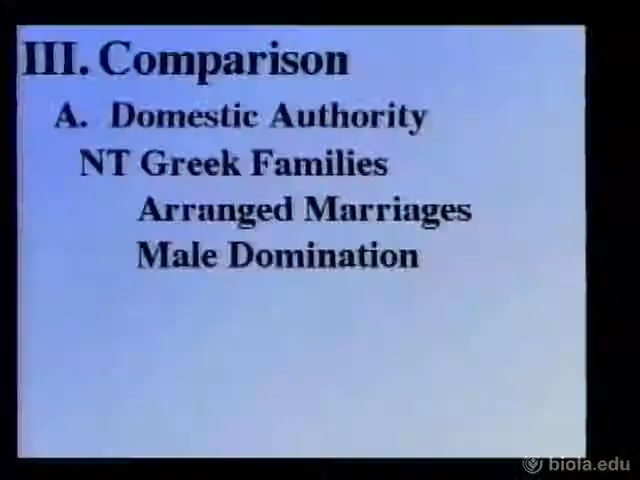 III. Comparison
A. Domestic Authority
NT Greek Families
Arranged Marriages
Male Domination
biola.edu